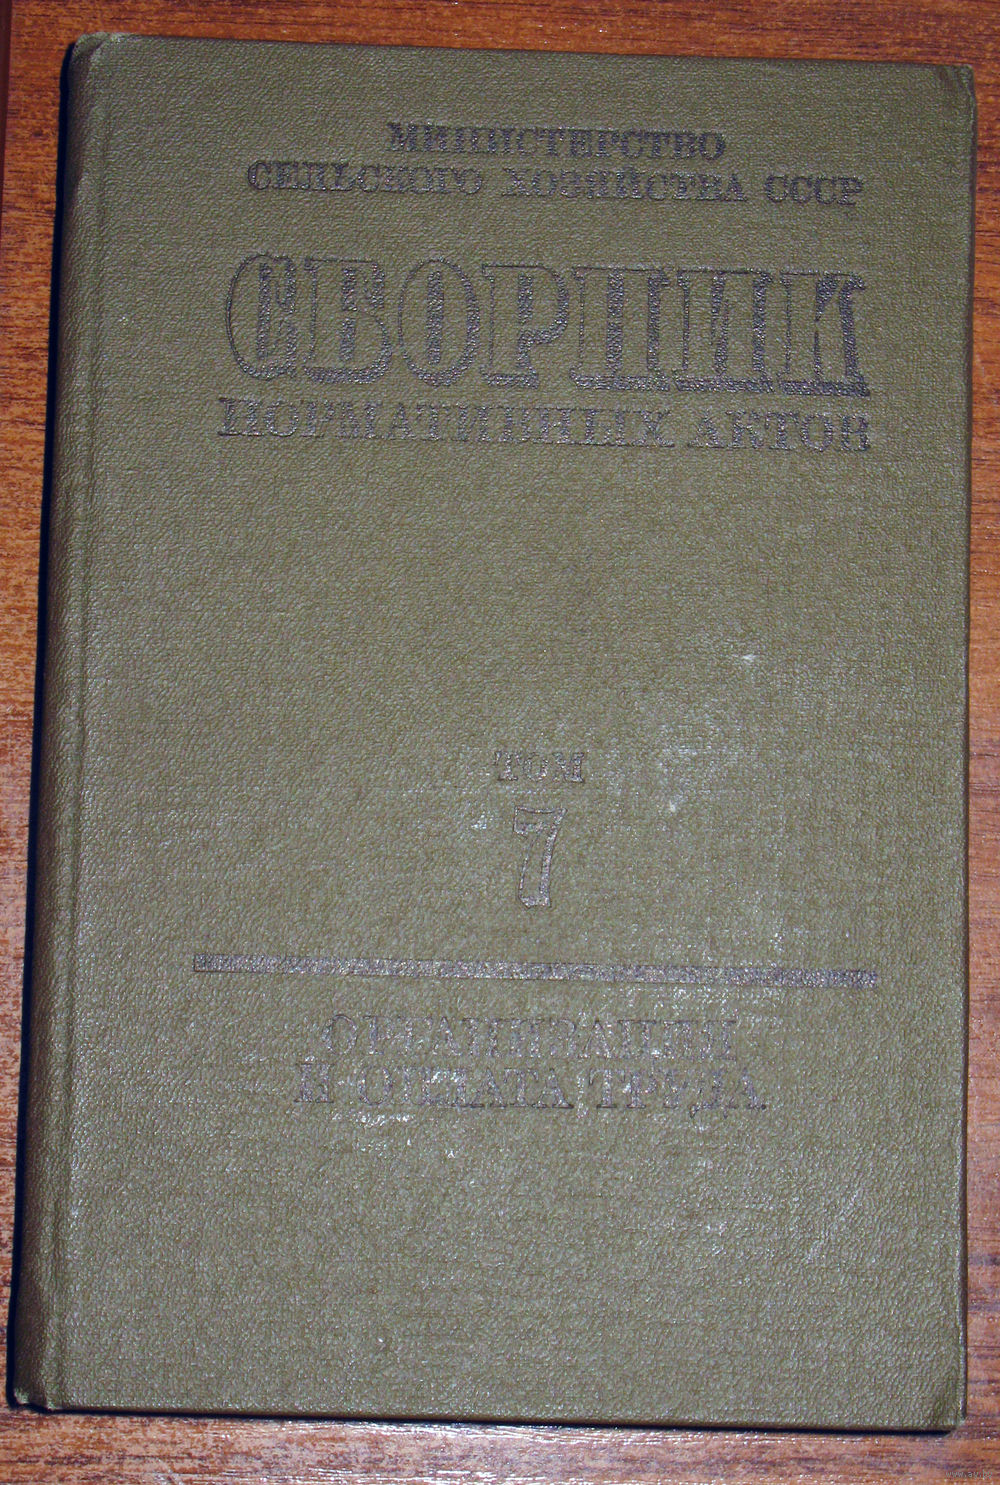 МИНИСТЕРСТВО
СЕЛЬСКОГО ХОЗЯЙСТВА СССР
СБОРНИК
НОРМАТИВНЫХ АКТОВ
ТОМ
7
ОРГАНИЗАЦИЯ
И ОПЛАТА ТРУДА